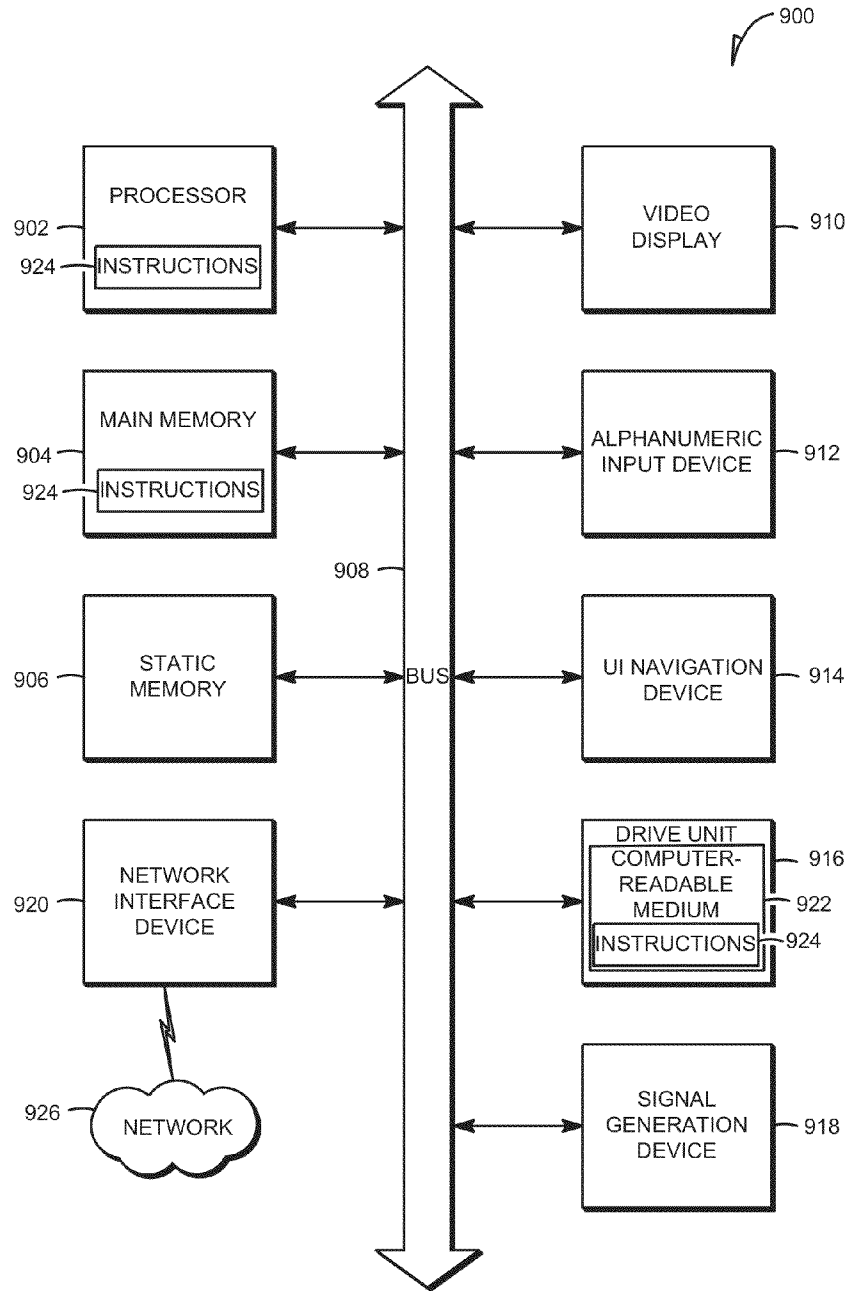 900
PROCESSOR
902
924
INSTRUCTIONS
VIDEO
DISPLAY
910
MAIN MEMORY
904
924
INSTRUCTIONS
ALPHANUMERIC
INPUT DEVICE
912
908
STATIC
MEMORY
906
BUS
UI NAVIGATION
DEVICE
914
NETWORK
INTERFACE
DEVICE
920
DRIVE UNIT
916
COMPUTER-
READABLE
MEDIUM
922
INSTRUCTIONS
924
926
NETWORK
SIGNAL
GENERATION
DEVICE
918